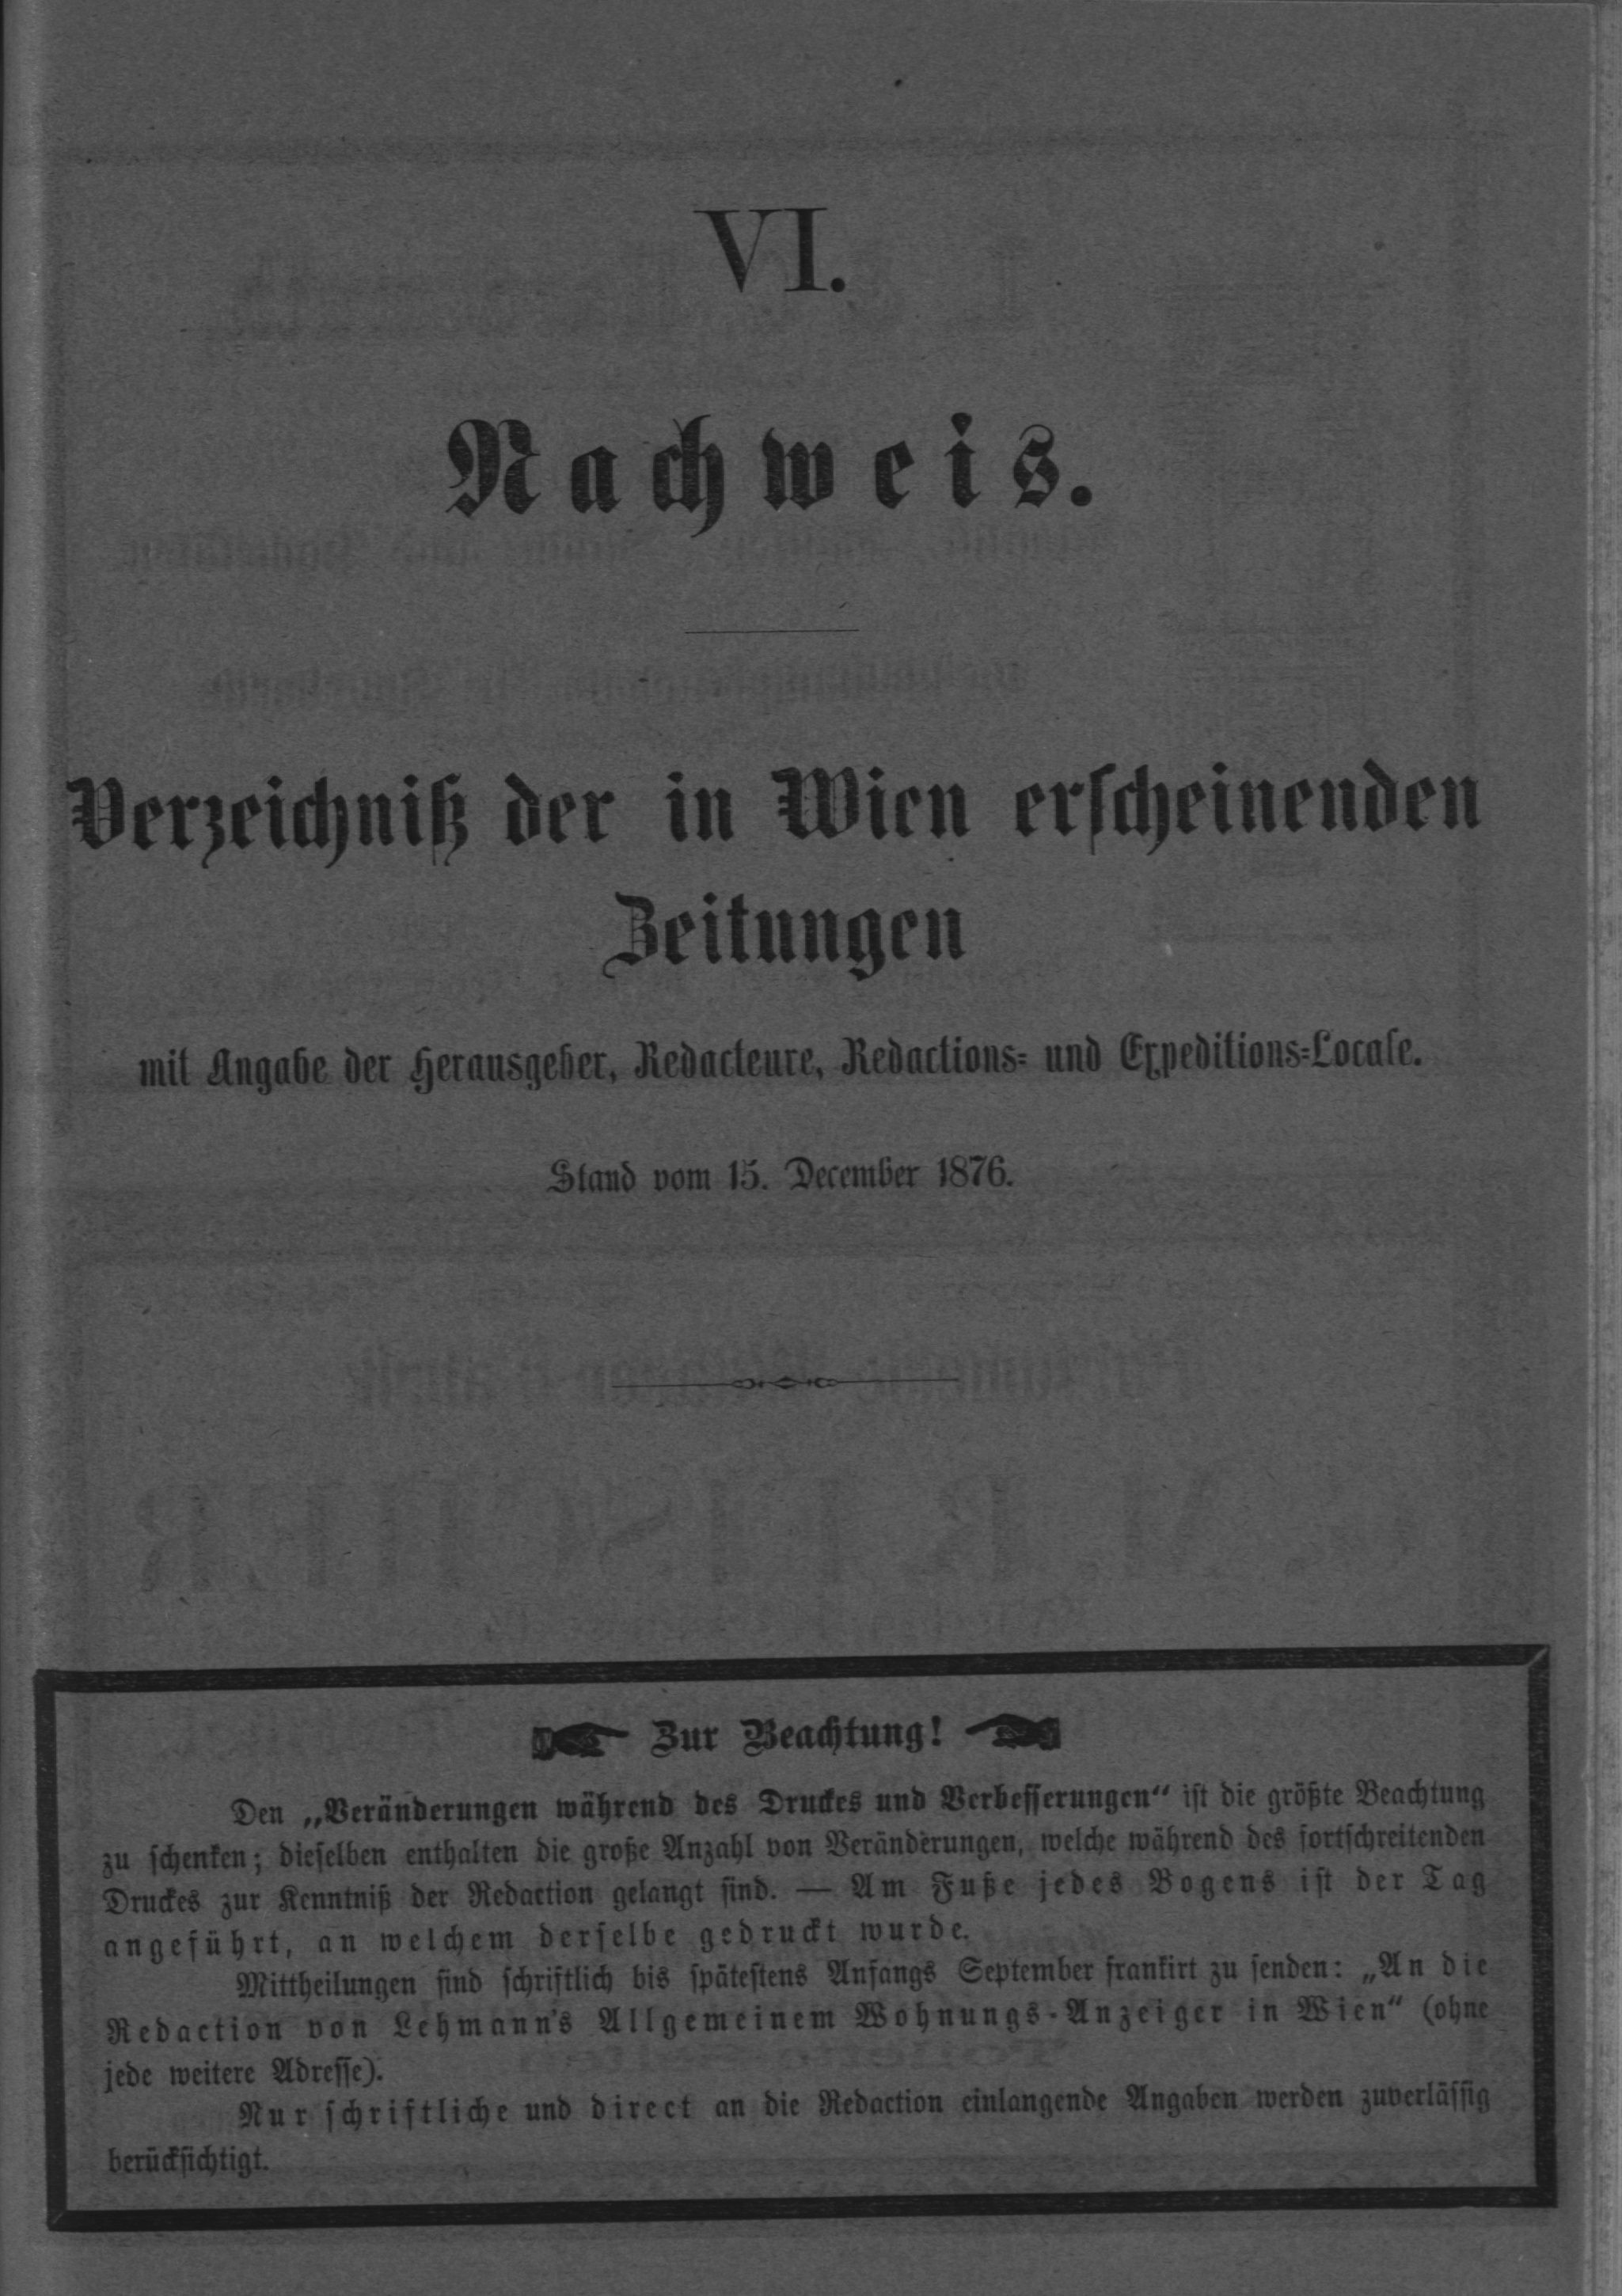 VI.
Nachweis.
Verzeichniß der in Wien erscheinenden
Zeitungen
mit Angabe der Herausgeber, Redacteure, Redactions- und Expeditions-Locale.
Stand vom 15. December 1876.
Zur Beachtung!
Den „Veränderungen während des Druckes und Verbesserungen“ ist die größte Beachtung
zu schenken; dieselben enthalten die große Anzahl von Veränderungen, welche während des fortschreitenden
Druckes zur Kenntniß der Redaction gelangt sind. — Am Fuße jedes Bogens ist der Tag
angeführt, an welchem derselbe gedruckt wurde.
Mittheilungen sind schriftlich bis spätestens Anfangs September frankirt zu senden: „An die
Redaction von Lehmann's Allgemeinem Wohnungs-Anzeiger in Wien“ (ohne
jede weitere Adresse).
Nur schriftliche und direct an die Redaction einlangende Angaben werden zuverlässig
berücksichtigt.